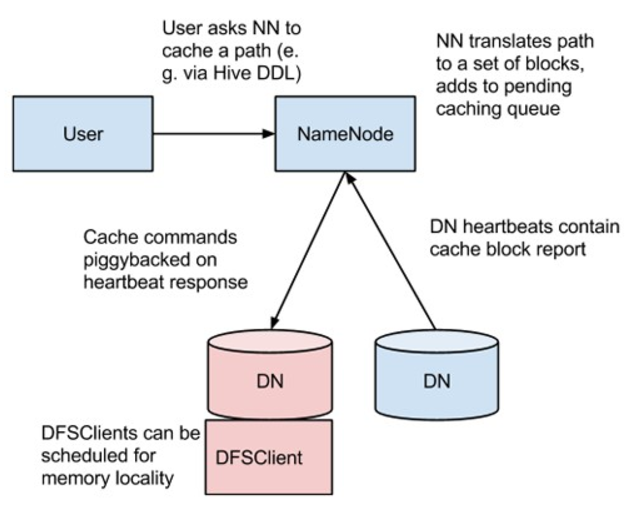 User asks NN to
cache a path (e.
g. via Hive DDL)
NN translates path
to a set of blocks,
adds to pending
caching queue
User
NameNode
Cache commands
piggybacked on
heartbeat response
DN heartbeats contain
cache block report
DN
DN
DFSClients can be
scheduled for
memory locality
DFSClient